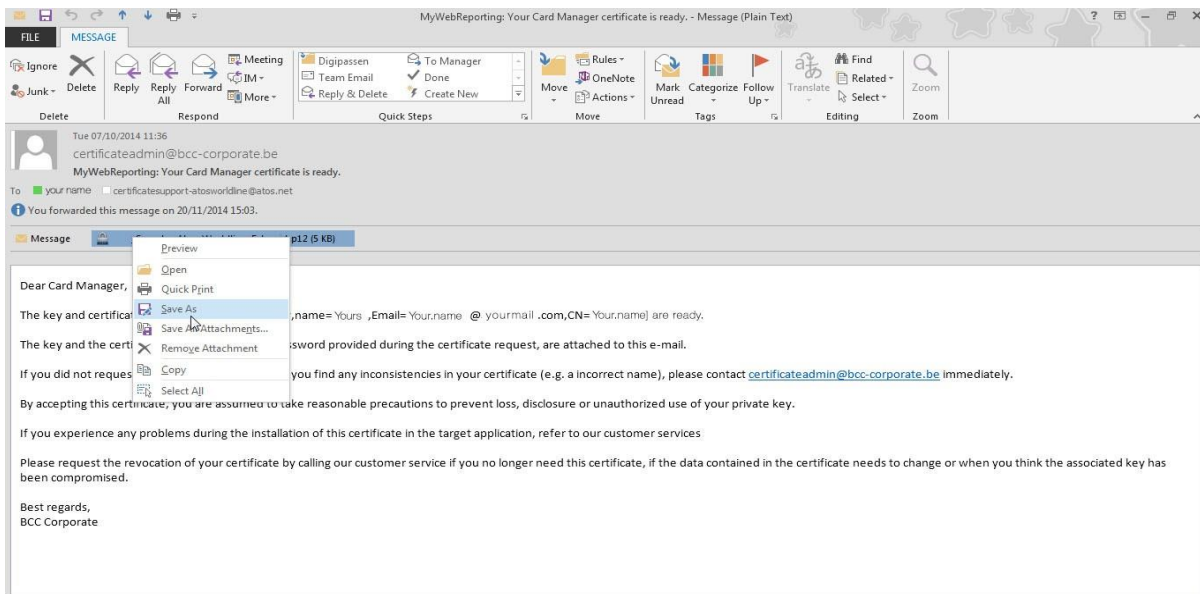 MyWebReporting: Your Card Manager certificate is ready. - Message (Plain Text)
FILE MESSAGE
Ignore
Junk
Delete
Reply
Reply All
Forward
Meeting
IM
More
Digipassen
Team Email
Reply & Delete
To Manager
Done
Create New
Move
Rules
OneNote
Actions
Mark Unread
Categorize
Follow Up
Translate
Find
Related
Select
Zoom
Delete Respond Quick Steps Move Tags Editing Zoom
Tue 07/10/2014 11:36
certificateadmin@bcc-corporate.be
MyWebReporting: Your Card Manager certificate is ready.
To your name certificatesupport-atosworldline@atos.net
You forwarded this message on 20/11/2014 15:03.
Message p12 (5 KB)
Preview
Open
Quick Print
Save As
Save All Attachments...
Remove Attachment
Copy
Select All
Dear Card Manager,
The key and certifica ,name= Yours ,Email= Your.name @ yourmail .com,CN= Your.name] are ready.
The key and the certi sword provided during the certificate request, are attached to this e-mail.
If you did not reques you find any inconsistencies in your certificate (e.g. a incorrect name), please contact certificateadmin@bcc-corporate.be immediately.
By accepting this certificate, you are assumed to take reasonable precautions to prevent loss, disclosure or unauthorized use of your private key.
If you experience any problems during the installation of this certificate in the target application, refer to our customer services
Please request the revocation of your certificate by calling our customer service if you no longer need this certificate, if the data contained in the certificate needs to change or when you think the associated key has
been compromised.
Best regards,
BCC Corporate